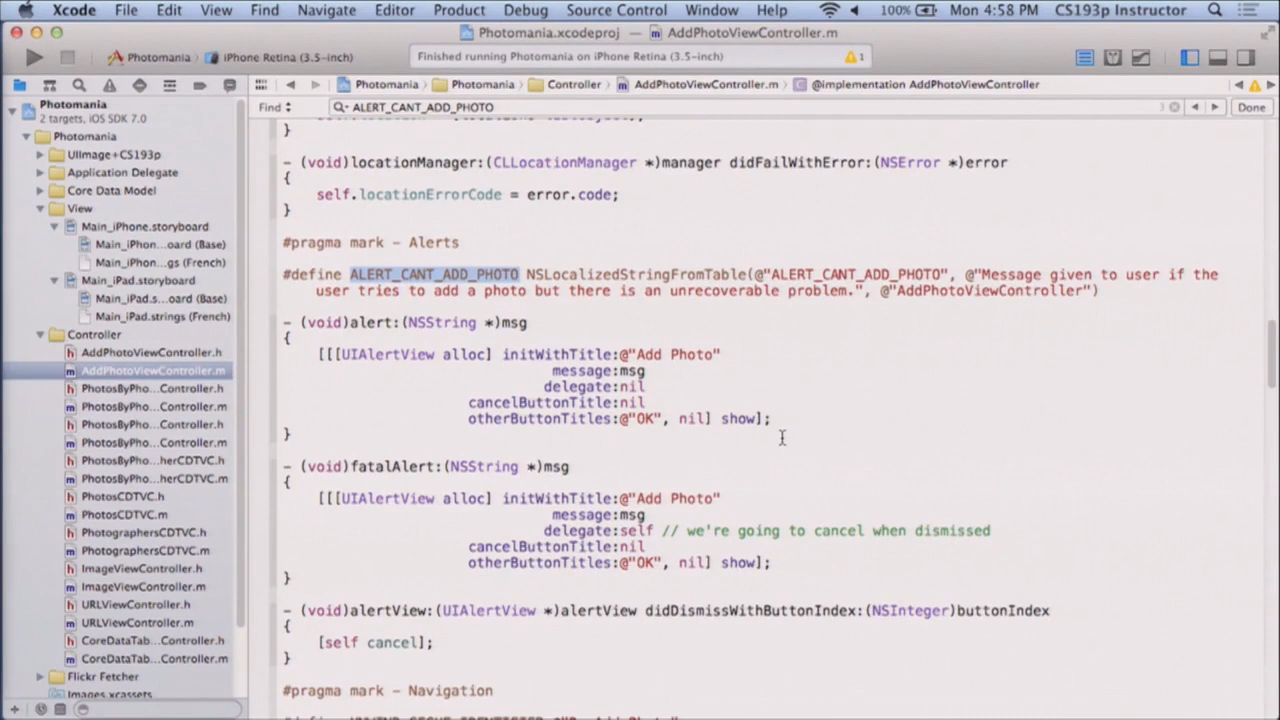 Xcode File Edit View Find Navigate Editor Product Debug Source Control Window Help 100% Mon 4:58 PM CS193p Instructor
Photomania.xcodeproj — AddPhotoViewController.m
Photomania iPhone Retina (3.5-inch) Finished running Photomania on iPhone Retina (3.5-inch) 1
Photomania Photomania Controller AddPhotoViewController.m @implementation AddPhotoViewController
Find ALERT_CANT_ADD_PHOTO Done
Photomania
2 targets, iOS SDK 7.0
Photomania
UIImage+CS193p
Application Delegate
Core Data Model
View
Main_iPhone.storyboard
Main_iPhon...oard (Base)
Main_iPhon...gs (French)
Main_iPad.storyboard
Main_iPad.s...oard (Base)
Main_iPad.strings (French)
Controller
AddPhotoViewController.h
AddPhotoViewController.m
PhotosByPho...Controller.h
PhotosByPho...Controller.m
PhotosByPho...Controller.h
PhotosByPho...Controller.m
PhotosByPho...herCDTVC.h
PhotosByPho...herCDTVC.m
PhotosCDTVC.h
PhotosCDTVC.m
PhotographersCDTVC.h
PhotographersCDTVC.m
ImageViewController.h
ImageViewController.m
URLViewController.h
URLViewController.m
CoreDataTab...Controller.h
CoreDataTab...Controller.m
Flickr Fetcher
Images.xcassets
}
- (void)locationManager:(CLLocationManager *)manager didFailWithError:(NSError *)error
{
self.locationErrorCode = error.code;
}
#pragma mark - Alerts
#define ALERT_CANT_ADD_PHOTO NSLocalizedStringFromTable(@"ALERT_CANT_ADD_PHOTO", @"Message given to user if the
user tries to add a photo but there is an unrecoverable problem.", @"AddPhotoViewController")
- (void)alert:(NSString *)msg
{
[[[UIAlertView alloc] initWithTitle:@"Add Photo"
message:msg
delegate:nil
cancelButtonTitle:nil
otherButtonTitles:@"OK", nil] show];
}
- (void)fatalAlert:(NSString *)msg
{
[[[UIAlertView alloc] initWithTitle:@"Add Photo"
message:msg
delegate:self // we're going to cancel when dismissed
cancelButtonTitle:nil
otherButtonTitles:@"OK", nil] show];
}
- (void)alertView:(UIAlertView *)alertView didDismissWithButtonIndex:(NSInteger)buttonIndex
{
[self cancel];
}
#pragma mark - Navigation